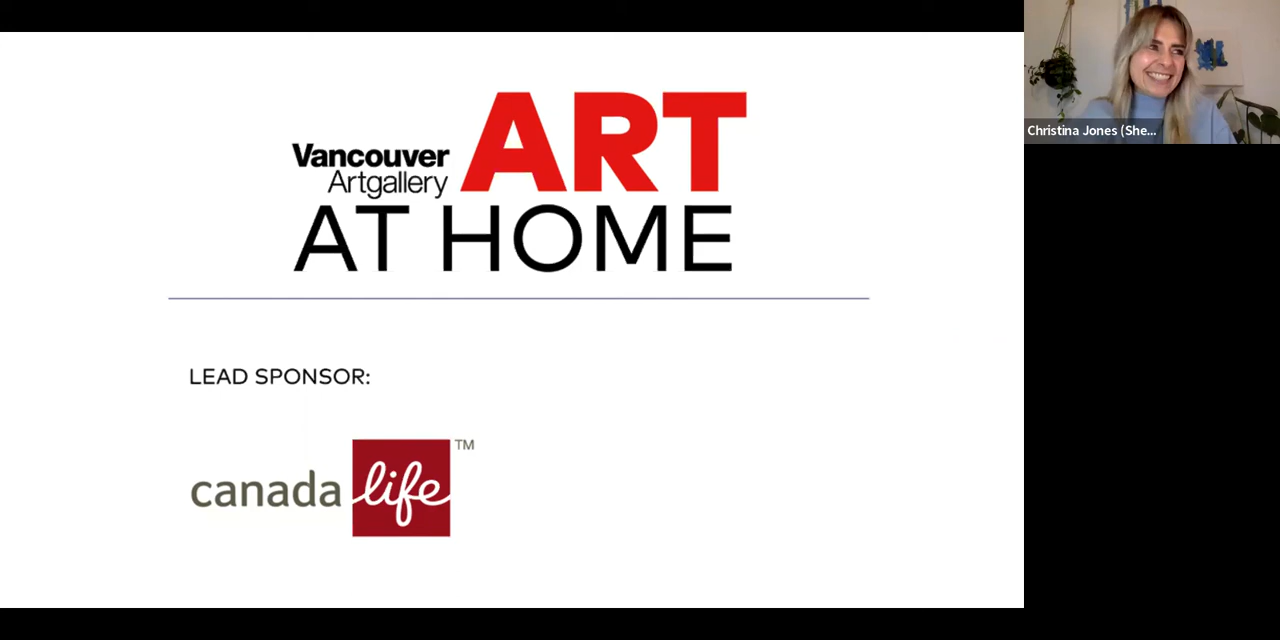 Vancouver ART
Artgallery
AT HOME
LEAD SPONSOR:
canada life TM
Christina Jones (She...